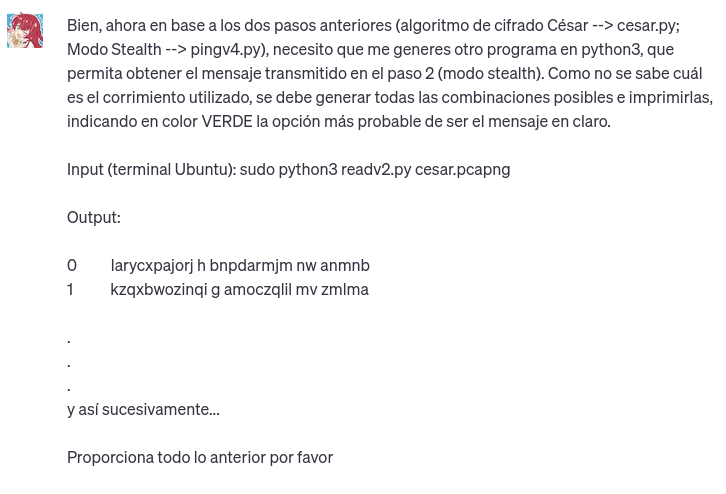 Bien, ahora en base a los dos pasos anteriores (algoritmo de cifrado César --> cesar.py;
Modo Stealth --> pingv4.py), necesito que me generes otro programa en python3, que
permita obtener el mensaje transmitido en el paso 2 (modo stealth). Como no se sabe cuál
es el corrimiento utilizado, se debe generar todas las combinaciones posibles e imprimirlas,
indicando en color VERDE la opción más probable de ser el mensaje en claro.
Input (terminal Ubuntu): sudo python3 readv2.py cesar.pcapng
Output:
0 larycxpajorj h bnpdarmjm nw anmnb
1 kzqxbwozinqi g amoczqlil mv zmlma
.
.
.
y así sucesivamente...
Proporciona todo lo anterior por favor